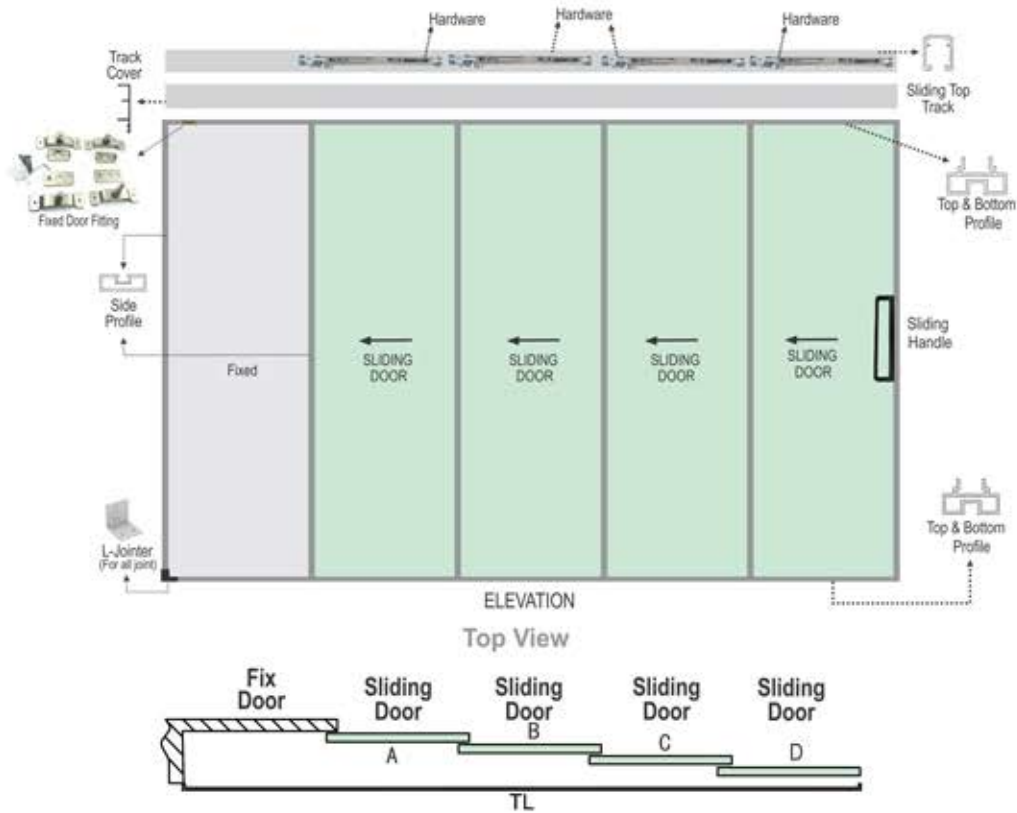 Hardware
Hardware
Hardware
Track
Cover
Sliding Top
Track
Fixed Door Fitting
Top & Bottom
Profile
Side
Profile
Sliding
Handle
Fixed
SLIDING
DOOR
SLIDING
DOOR
SLIDING
DOOR
SLIDING
DOOR
L-Jointer
(For all joint)
Top & Bottom
Profile
ELEVATION
Top View
Fix
Door
Sliding
Door
Sliding
Door
Sliding
Door
Sliding
Door
A
B
C
D
TL